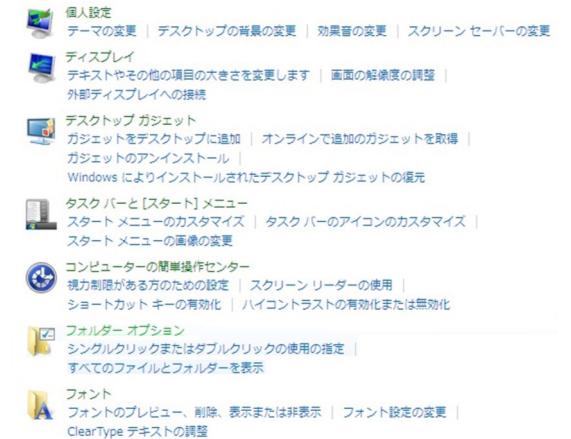 個人設定
テーマの変更 | デスクトップの背景の変更 | 効果音の変更 | スクリーン セーバーの変更
ディスプレイ
テキストやその他の項目の大きさを変更します | 画面の解像度の調整 |
外部ディスプレイへの接続
デスクトップ ガジェット
ガジェットをデスクトップに追加 | オンラインで追加のガジェットを取得 |
ガジェットのアンインストール |
Windows によりインストールされたデスクトップ ガジェットの復元
タスク バーと [スタート] メニュー
スタート メニューのカスタマイズ | タスク バーのアイコンのカスタマイズ |
スタート メニューの画像の変更
コンピューターの簡単操作センター
視力制限がある方のための設定 | スクリーン リーダーの使用 |
ショートカット キーの有効化 | ハイコントラストの有効化または無効化
フォルダー オプション
シングルクリックまたはダブルクリックの使用の指定 |
すべてのファイルとフォルダーを表示
フォント
フォントのプレビュー、削除、表示または非表示 | フォント設定の変更 |
ClearType テキストの調整